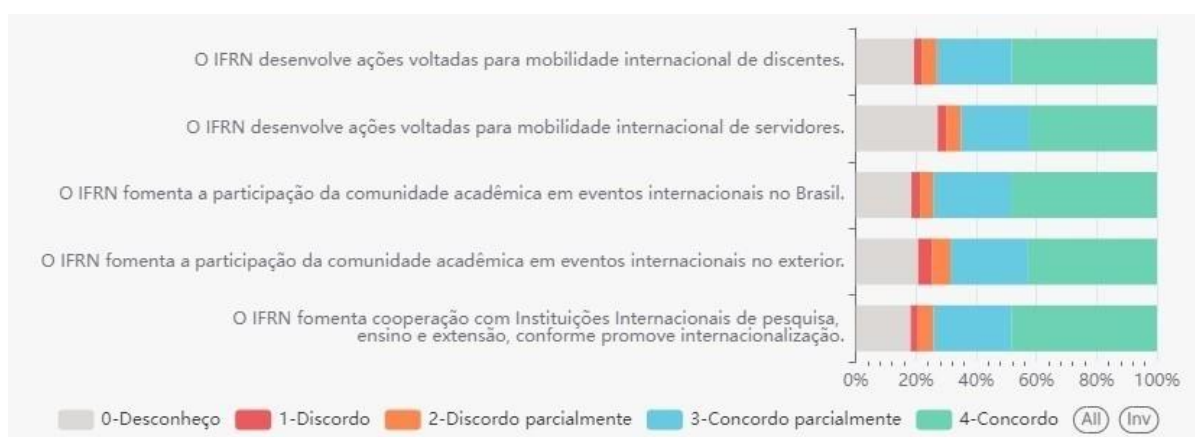 O IFRN desenvolve ações voltadas para mobilidade internacional de discentes.
O IFRN desenvolve ações voltadas para mobilidade internacional de servidores.
O IFRN fomenta a participação da comunidade acadêmica em eventos internacionais no Brasil.
O IFRN fomenta a participação da comunidade acadêmica em eventos internacionais no exterior.
O IFRN fomenta cooperação com Instituições Internacionais de pesquisa,
ensino e extensão, conforme promove internacionalização.
0% 20% 40% 60% 80% 100%
0-Desconheço 1-Discordo 2-Discordo parcialmente 3-Concordo parcialmente 4-Concordo All Inv